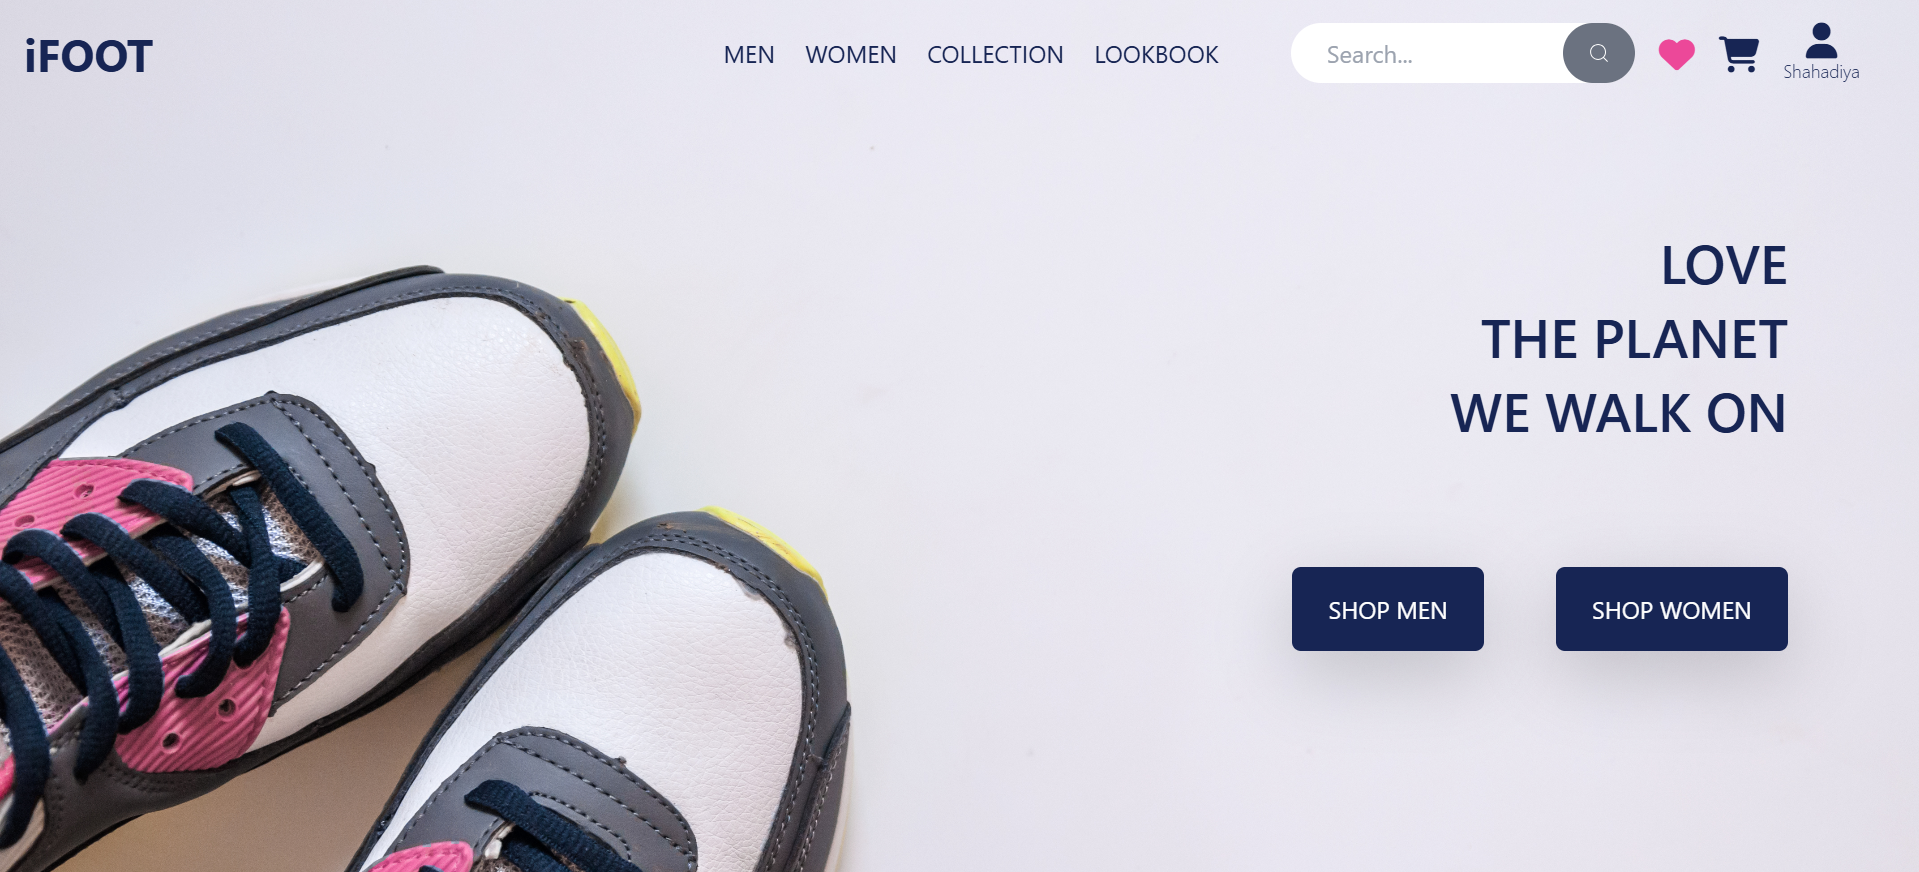 iFOOT
MEN WOMEN COLLECTION LOOKBOOK
Search...
Shahadiya
LOVE
THE PLANET
WE WALK ON
SHOP MEN
SHOP WOMEN